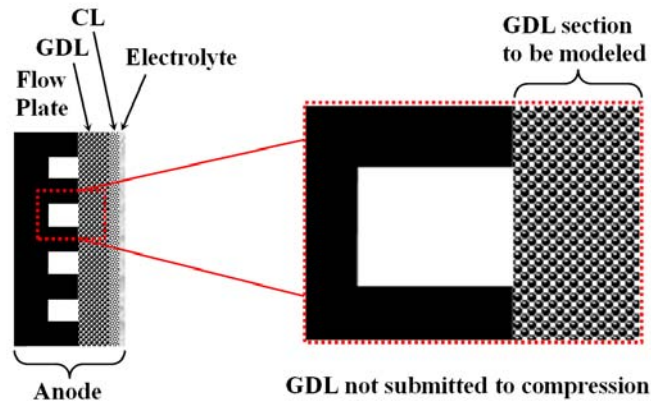 CL
GDL
Electrolyte
Flow
Plate
Anode
GDL section
to be modeled
GDL not submitted to compression